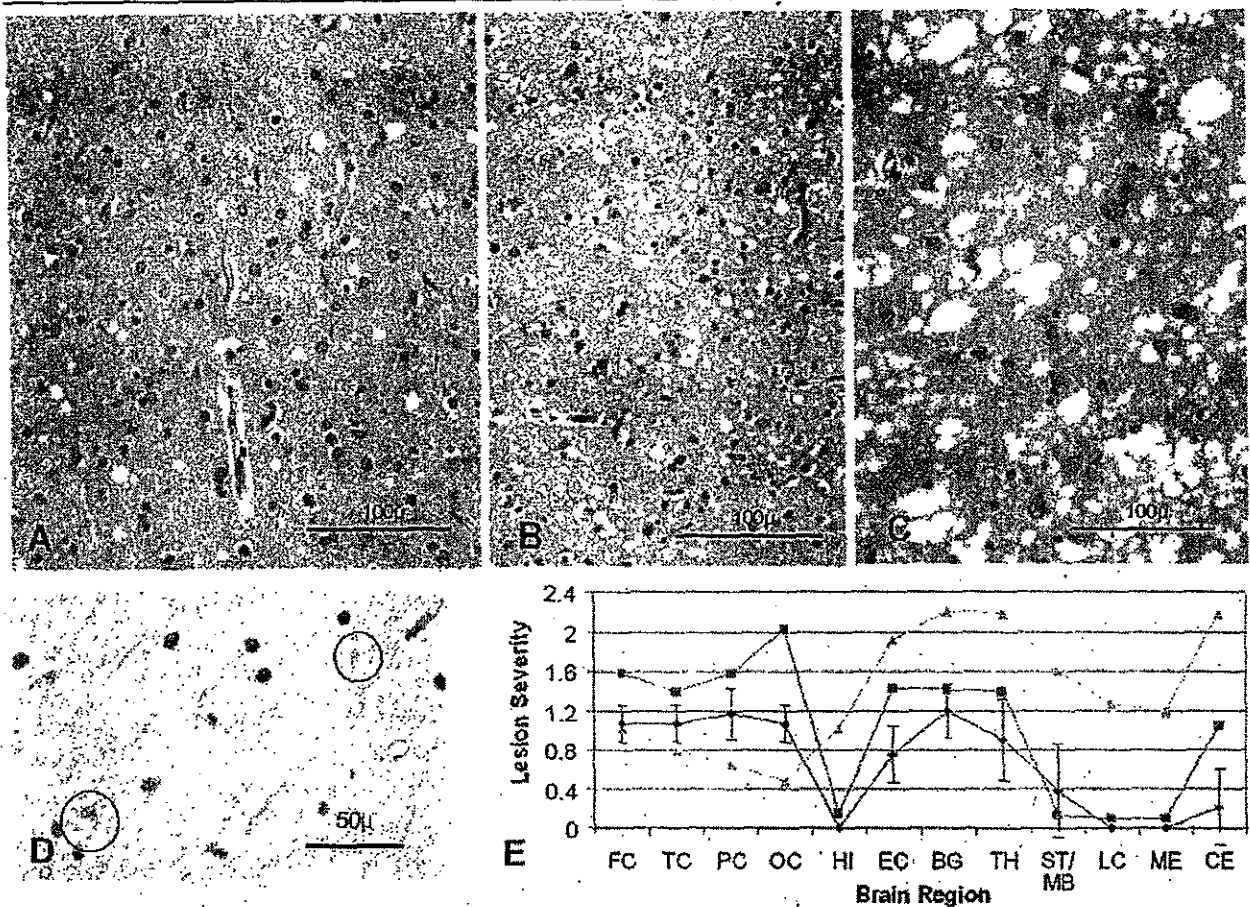 100μ
A
100μ
B
100μ
C
50μ
D
Lesion Severity
2.4
2
1.6
1.2
0.8
0.4
0
E
FC TC PC OC HI EC BG TH ST/ LC ME CE
MB
Brain Region